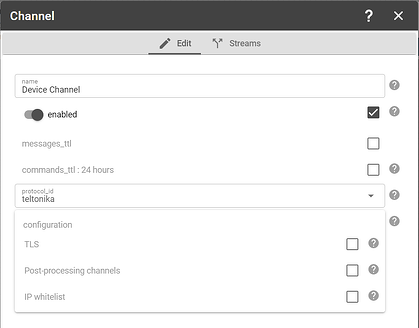 Channel ? ×
Edit Streams
name
Device Channel
enabled
messages_ttl
commands_ttl : 24 hours
protocol_id
teltonika
configuration
TLS
Post-processing channels
IP whitelist